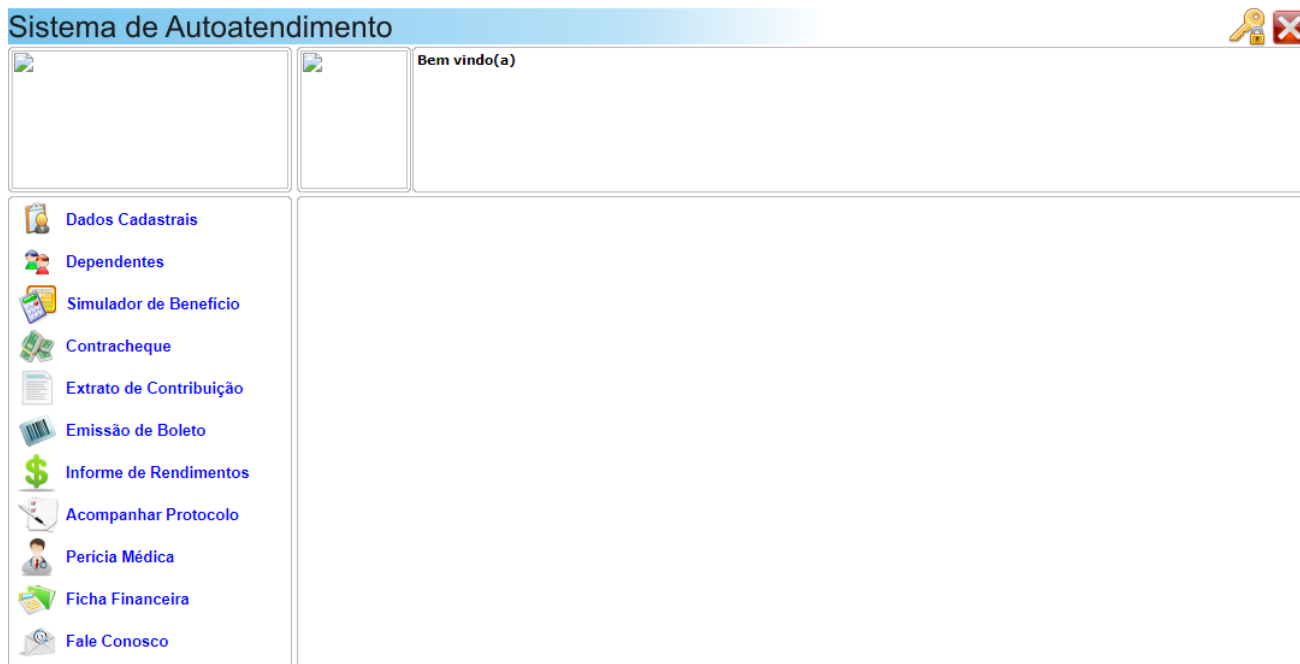 Sistema de Autoatendimento
Bem vindo(a)
Dados Cadastrais
Dependentes
Simulador de Benefício
Contracheque
Extrato de Contribuição
Emissão de Boleto
Informe de Rendimentos
Acompanhar Protocolo
Perícia Médica
Ficha Financeira
Fale Conosco